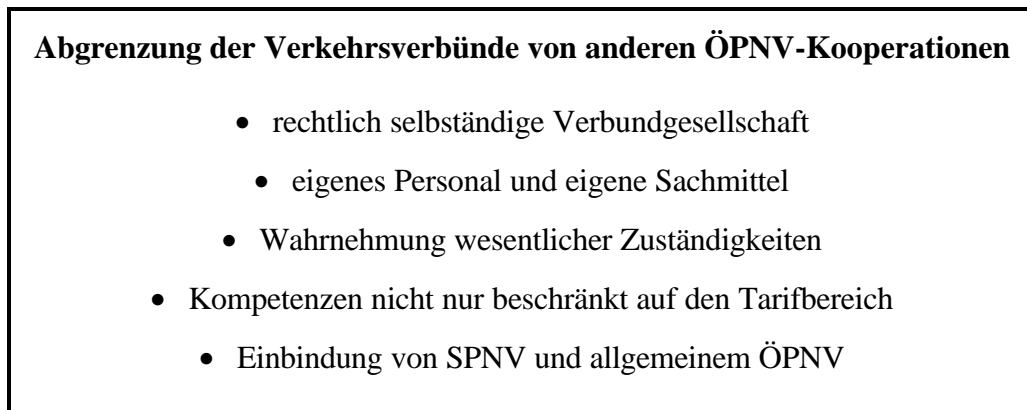 Abgrenzung der Verkehrsverbünde von anderen ÖPNV-Kooperationen
• rechtlich selbständige Verbundgesellschaft
• eigenes Personal und eigene Sachmittel
• Wahrnehmung wesentlicher Zuständigkeiten
• Kompetenzen nicht nur beschränkt auf den Tarifbereich
• Einbindung von SPNV und allgemeinem ÖPNV